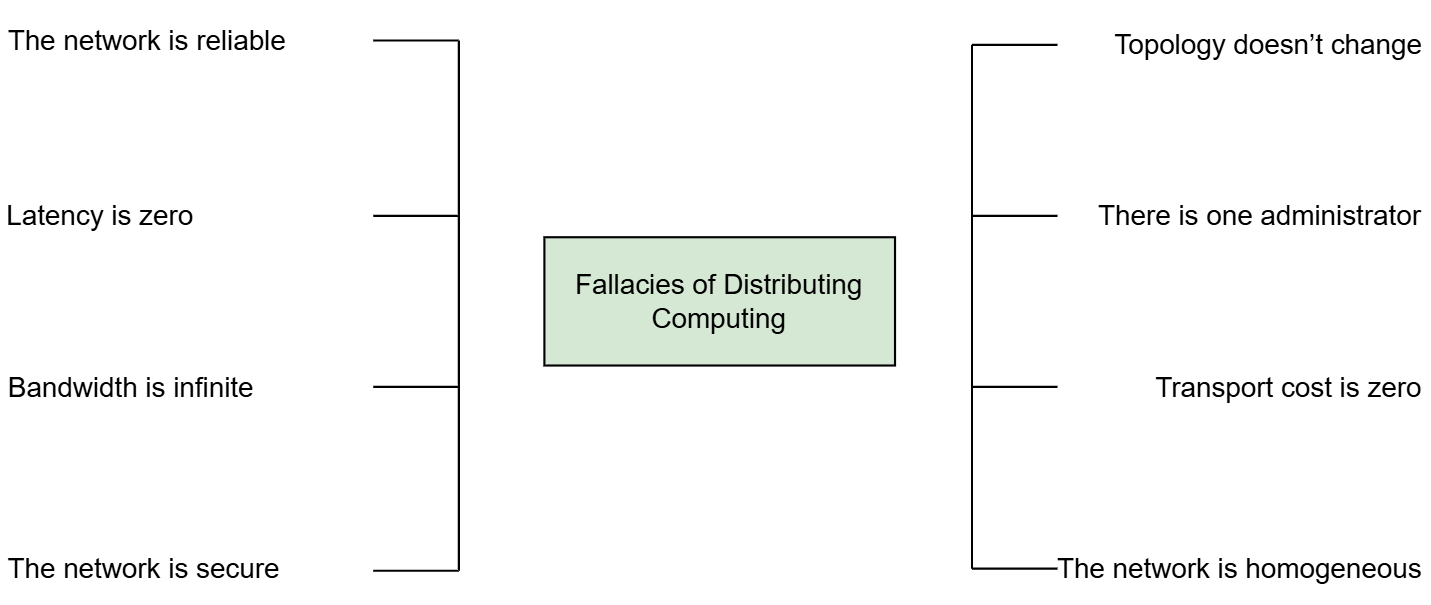 The network is reliable
Latency is zero
Bandwidth is infinite
The network is secure
Fallacies of Distributing
Computing
Topology doesn’t change
There is one administrator
Transport cost is zero
The network is homogeneous